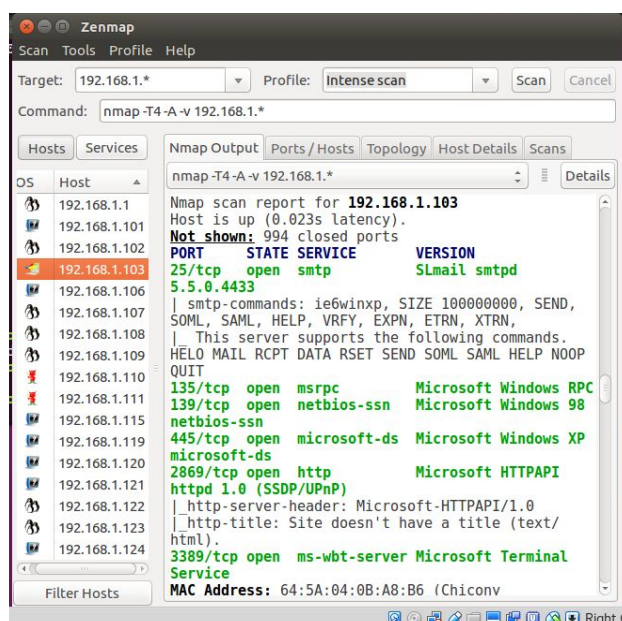 Zenmap
Scan Tools Profile Help
Target: 192.168.1.* Profile: Intense scan Scan Cancel
Command: nmap -T4 -A -v 192.168.1.*
Hosts Services
Nmap Output Ports / Hosts Topology Host Details Scans
OS Host
nmap -T4 -A -v 192.168.1.* Details
192.168.1.1
192.168.1.101
192.168.1.102
192.168.1.103
192.168.1.106
192.168.1.107
192.168.1.108
192.168.1.109
192.168.1.110
192.168.1.111
192.168.1.115
192.168.1.119
192.168.1.120
192.168.1.121
192.168.1.122
192.168.1.123
192.168.1.124
Filter Hosts
Nmap scan report for 192.168.1.103
Host is up (0.023s latency).
Not shown: 994 closed ports
PORT STATE SERVICE VERSION
25/tcp open smtp SLmail smtpd
5.5.0.4433
| smtp-commands: ie6winxp, SIZE 100000000, SEND,
SOML, SAML, HELP, VRFY, EXPN, ETRN, XTRN,
|_ This server supports the following commands.
HELO MAIL RCPT DATA RSET SEND SOML SAML HELP NOOP
QUIT
135/tcp open msrpc Microsoft Windows RPC
139/tcp open netbios-ssn Microsoft Windows 98
netbios-ssn
445/tcp open microsoft-ds Microsoft Windows XP
microsoft-ds
2869/tcp open http Microsoft HTTPAPI
httpd 1.0 (SSDP/UPnP)
|_http-server-header: Microsoft-HTTPAPI/1.0
|_http-title: Site doesn't have a title (text/
html).
3389/tcp open ms-wbt-server Microsoft Terminal
Service
MAC Address: 64:5A:04:0B:A8:B6 (Chicony
Right